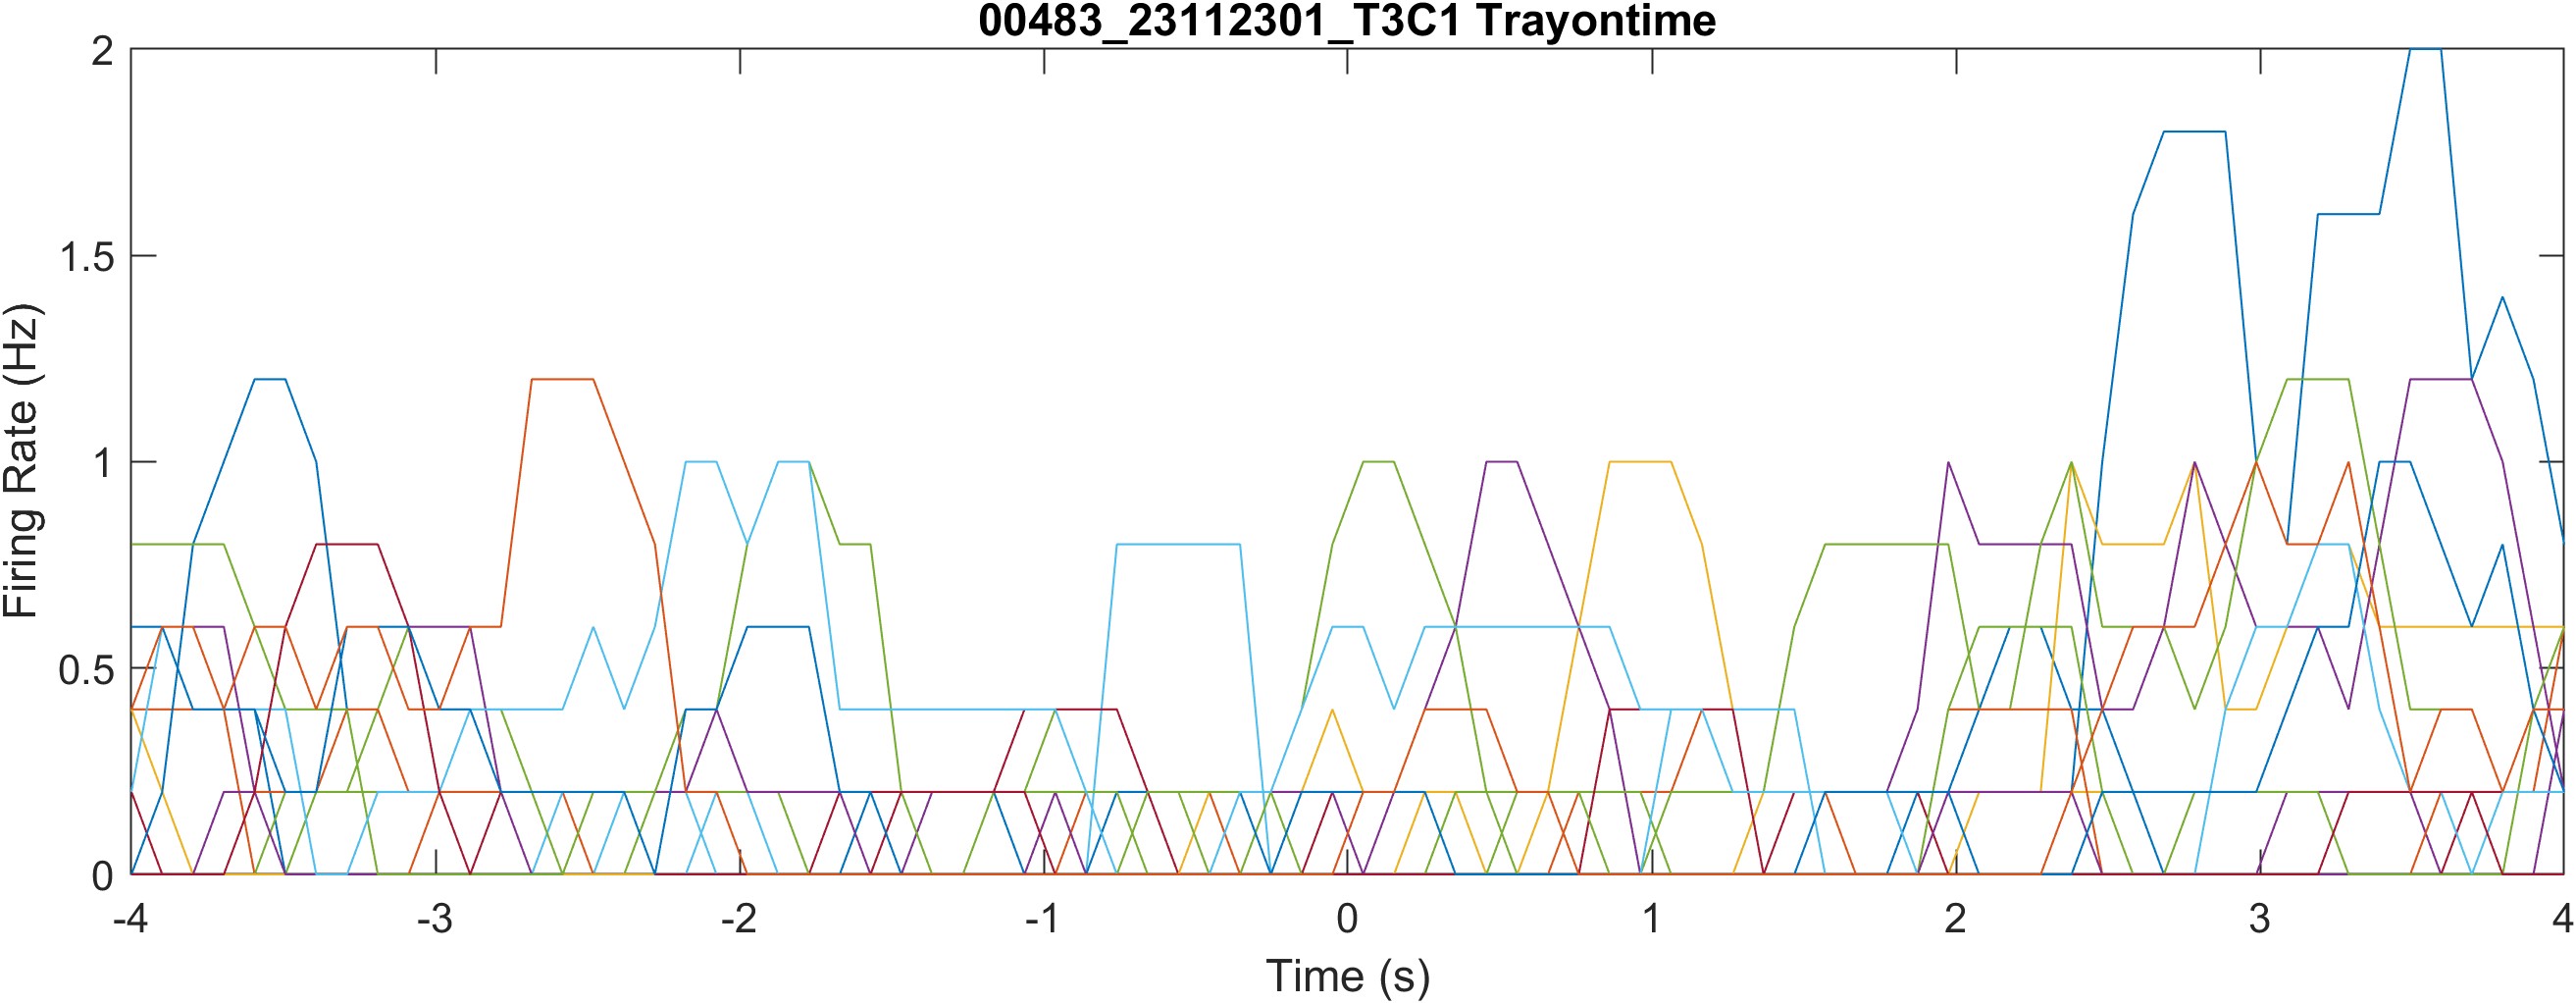 00483_23112301_T3C1 Trayontime
2
1.5
1
0.5
0
Firing Rate (Hz)
-4 -3 -2 -1 0 1 2 3 4
Time (s)